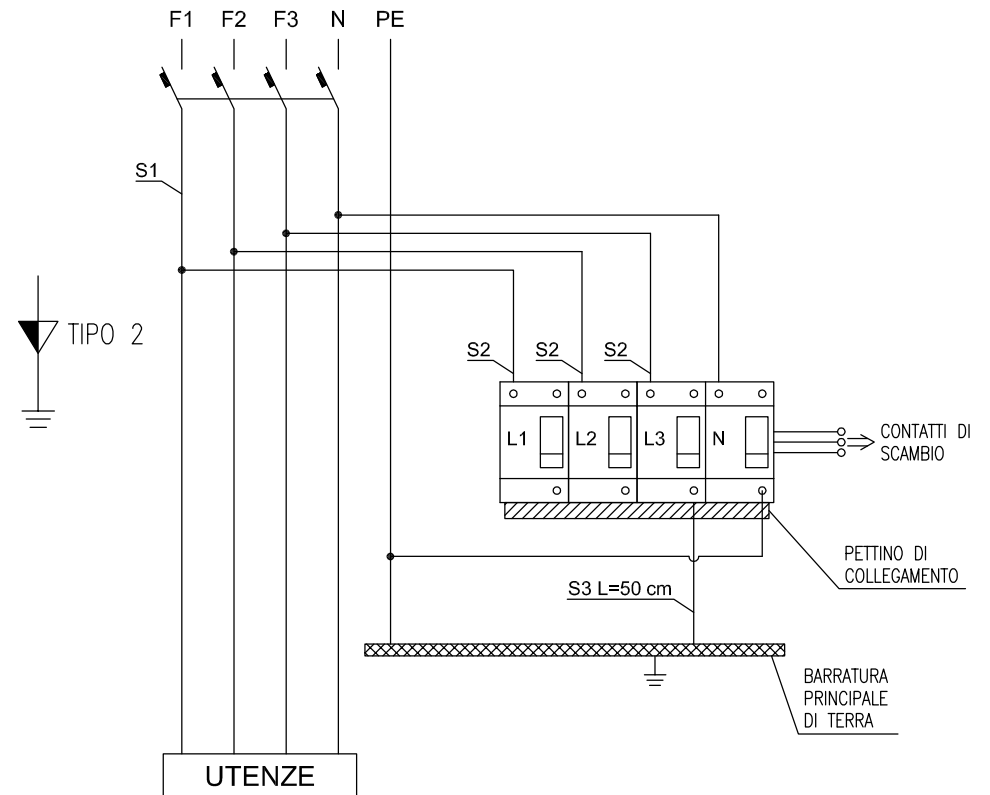 F1 F2 F3 N PE
S1
TIPO 2
S2 S2 S2
L1 L2 L3 N
CONTATTI DI
SCAMBIO
PETTINO DI
COLLEGAMENTO
S3 L=50 cm
BARRATURA
PRINCIPALE
DI TERRA
UTENZE